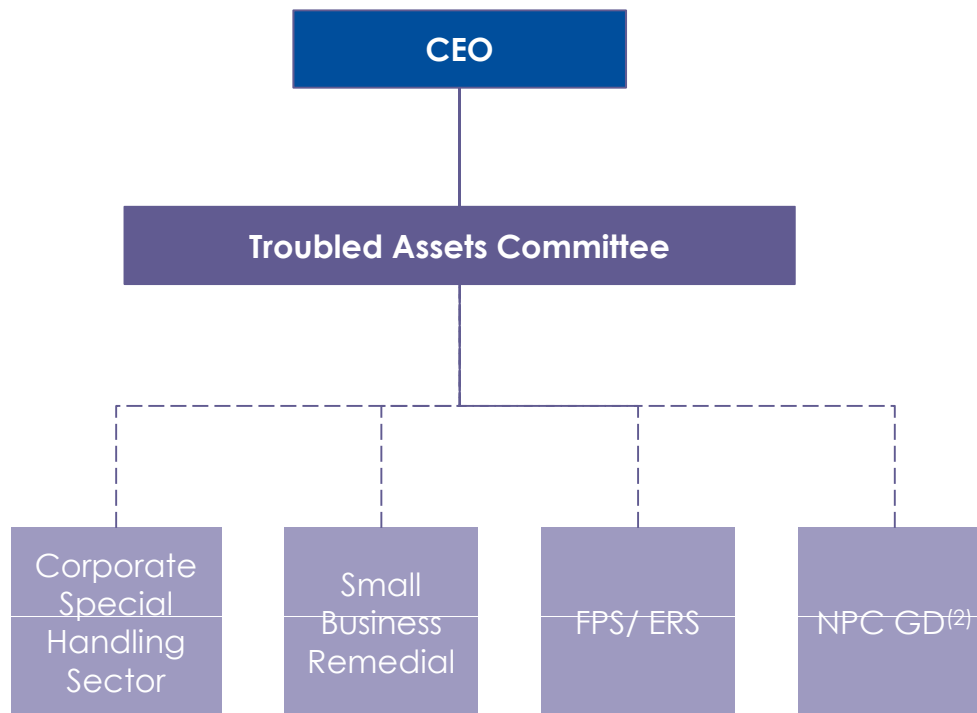 CEO
Troubled Assets Committee
Corporate
Special
Handling
Sector
Small
Business
Remedial
FPS/ ERS
NPC GD(2)